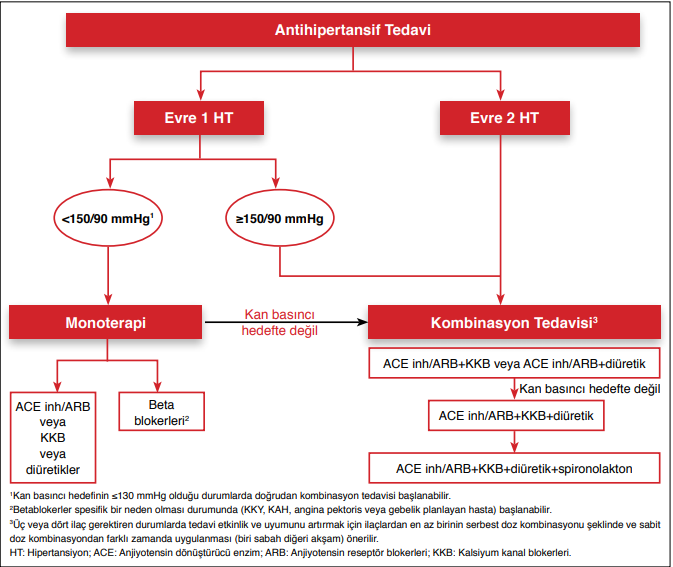 Antihipertansif Tedavi
Evre 1 HT
Evre 2 HT
<150/90 mmHg¹
≥150/90 mmHg
Monoterapi
Kan basıncı
hedefte değil
Kombinasyon Tedavisi³
ACE inh/ARB
veya
KKB
veya
diüretikler
Beta
blokerleri²
ACE inh/ARB+KKB veya ACE inh/ARB+diüretik
Kan basıncı hedefte değil
ACE inh/ARB+KKB+diüretik
ACE inh/ARB+KKB+diüretik+spironolakton
¹Kan basıncı hedefinin ≤130 mmHg olduğu durumlarda doğrudan kombinasyon tedavisi başlanabilir.
²Betablokerler spesifik bir neden olması durumunda (KKY, KAH, angina pektoris veya gebelik planlayan hasta) başlanabilir.
³Üç veya dört ilaç gerektiren durumlarda tedavi etkinlik ve uyumunu artırmak için ilaçlardan en az birinin serbest doz kombinasyonu şeklinde ve sabit
doz kombinasyondan farklı zamanda uygulanması (biri sabah diğeri akşam) önerilir.
HT: Hipertansiyon; ACE: Anjiyotensin dönüştürücü enzim; ARB: Anjiyotensin reseptör blokerleri; KKB: Kalsiyum kanal blokerleri.